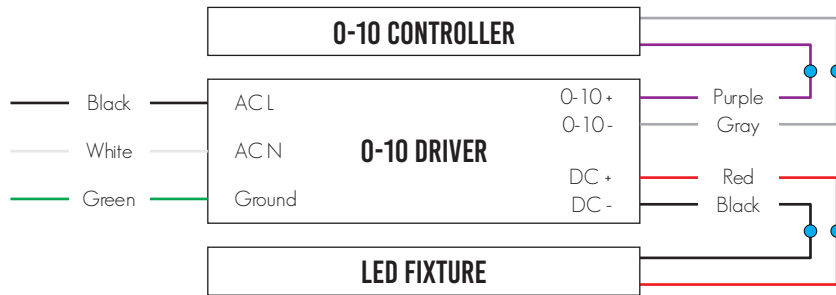 0-10 CONTROLLER
Black
AC L
0-10 +
Purple
0-10 -
Gray
White
AC N
0-10 DRIVER
DC +
Red
Green
Ground
DC -
Black
LED FIXTURE